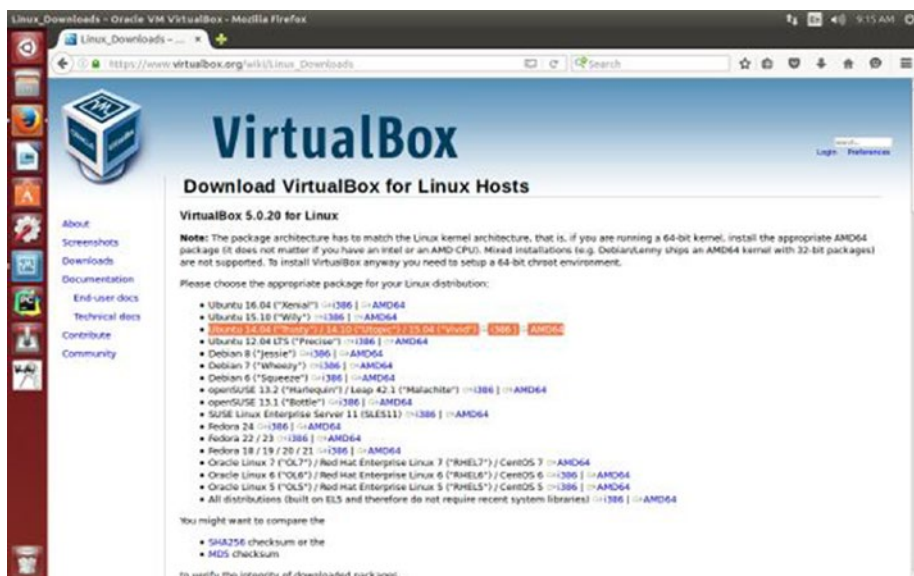 Linux_Downloads – Oracle VM VirtualBox - Mozilla Firefox
En
9:15 AM
Linux_Downloads – ...
https://www.virtualbox.org/wiki/Linux_Downloads
Search
VirtualBox
search...
Login Preferences
Download VirtualBox for Linux Hosts
About
Screenshots
Downloads
Documentation
End-user docs
Technical docs
Contribute
Community
VirtualBox 5.0.20 for Linux
Note: The package architecture has to match the Linux kernel architecture, that is, if you are running a 64-bit kernel, install the appropriate AMD64
package (it does not matter if you have an Intel or an AMD CPU). Mixed installations (e.g. Debian/Lenny ships an AMD64 kernel with 32-bit packages)
are not supported. To install VirtualBox anyway you need to setup a 64-bit chroot environment.
Please choose the appropriate package for your Linux distribution:
Ubuntu 16.04 ("Xenial") i386 | AMD64
Ubuntu 15.10 ("Wily") i386 | AMD64
Ubuntu 14.04 ("Trusty") / 14.10 ("Utopic") / 15.04 ("Vivid") i386 | AMD64
Ubuntu 12.04 LTS ("Precise") i386 | AMD64
Debian 8 ("Jessie") i386 | AMD64
Debian 7 ("Wheezy") i386 | AMD64
Debian 6 ("Squeeze") i386 | AMD64
openSUSE 13.2 ("Harlequin") / Leap 42.1 ("Malachite") i386 | AMD64
openSUSE 13.1 ("Bottle") i386 | AMD64
SUSE Linux Enterprise Server 11 (SLES11) i386 | AMD64
Fedora 24 i386 | AMD64
Fedora 22 / 23 i386 | AMD64
Fedora 18 / 19 / 20 / 21 i386 | AMD64
Oracle Linux 7 ("OL7") / Red Hat Enterprise Linux 7 ("RHEL7") / CentOS 7 AMD64
Oracle Linux 6 ("OL6") / Red Hat Enterprise Linux 6 ("RHEL6") / CentOS 6 i386 | AMD64
Oracle Linux 5 ("OL5") / Red Hat Enterprise Linux 5 ("RHEL5") / CentOS 5 i386 | AMD64
All distributions (built on EL5 and therefore do not require recent system libraries) i386 | AMD64
You might want to compare the
SHA256 checksum or the
MD5 checksum
to verify the integrity of downloaded packages.